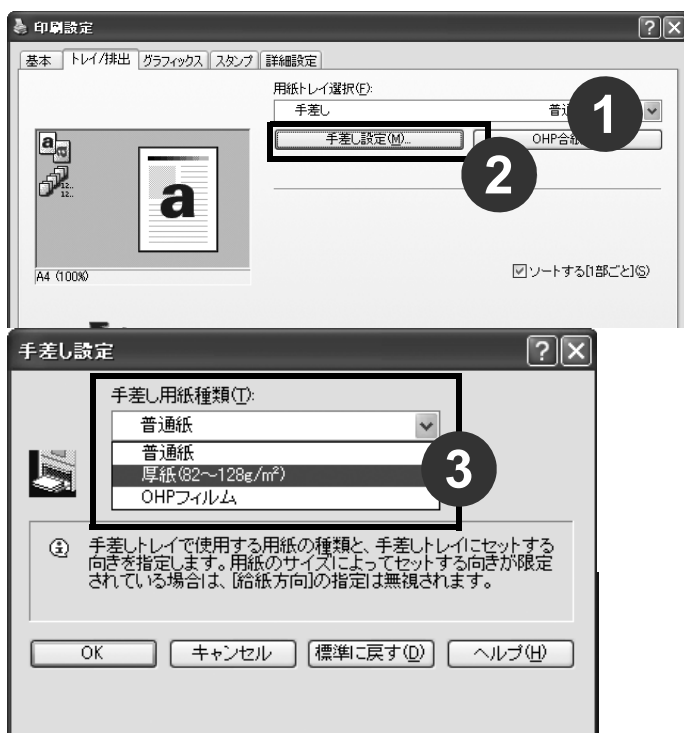 印刷設定
基本 トレイ/排出 グラフィックス スタンプ 詳細設定
用紙トレイ選択(F):
手差し 普通
1
手差し設定(M)... OHP合紙
2
a
a
12..
12..
A4 (100%)
ソートする[1部ごと](S)
手差し設定
手差し用紙種類(T):
普通紙
普通紙
厚紙(82~128g/m²)
OHPフィルム
3
手差しトレイで使用する用紙の種類と、手差しトレイにセットする
向きを指定します。用紙のサイズによってセットする向きが限定
されている場合は、[給紙方向]の指定は無視されます。
OK キャンセル 標準に戻す(D) ヘルプ(H)